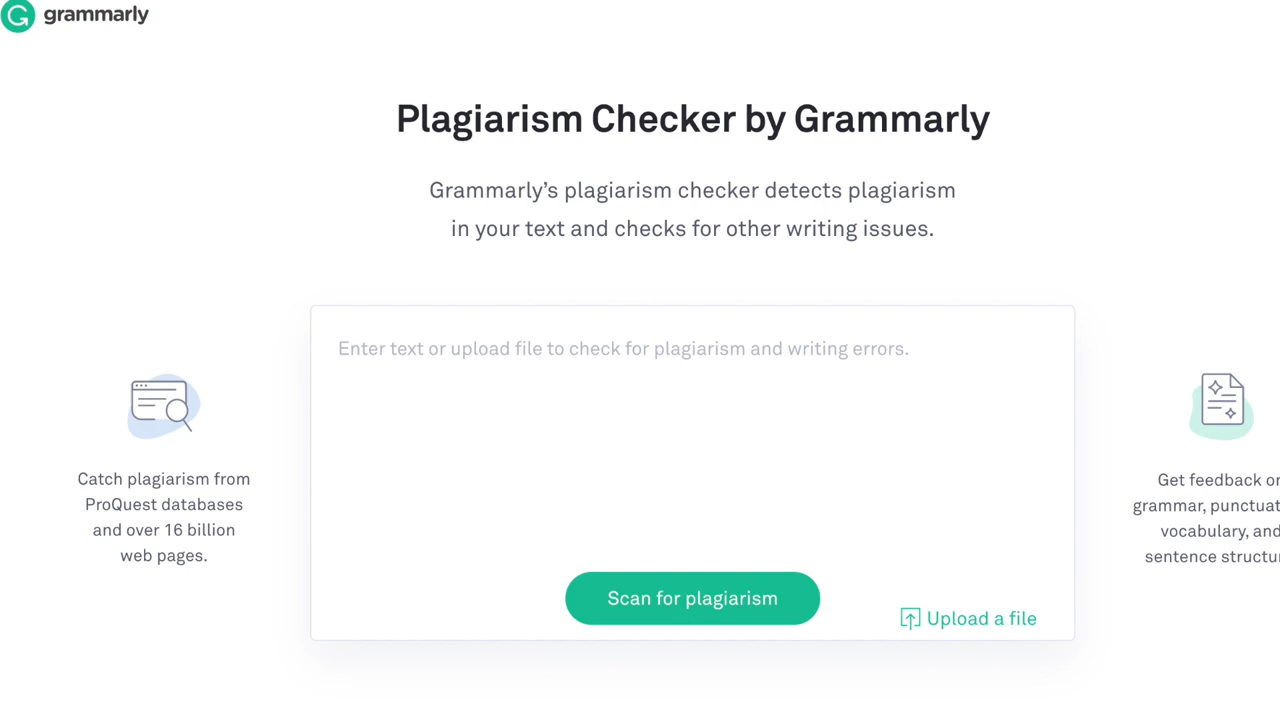 grammarly
Plagiarism Checker by Grammarly
Grammarly’s plagiarism checker detects plagiarism
in your text and checks for other writing issues.
Enter text or upload file to check for plagiarism and writing errors.
Catch plagiarism from
ProQuest databases
and over 16 billion
web pages.
Get feedback
grammar,
vocabulary, and
sentence
Scan for plagiarism
Upload a file